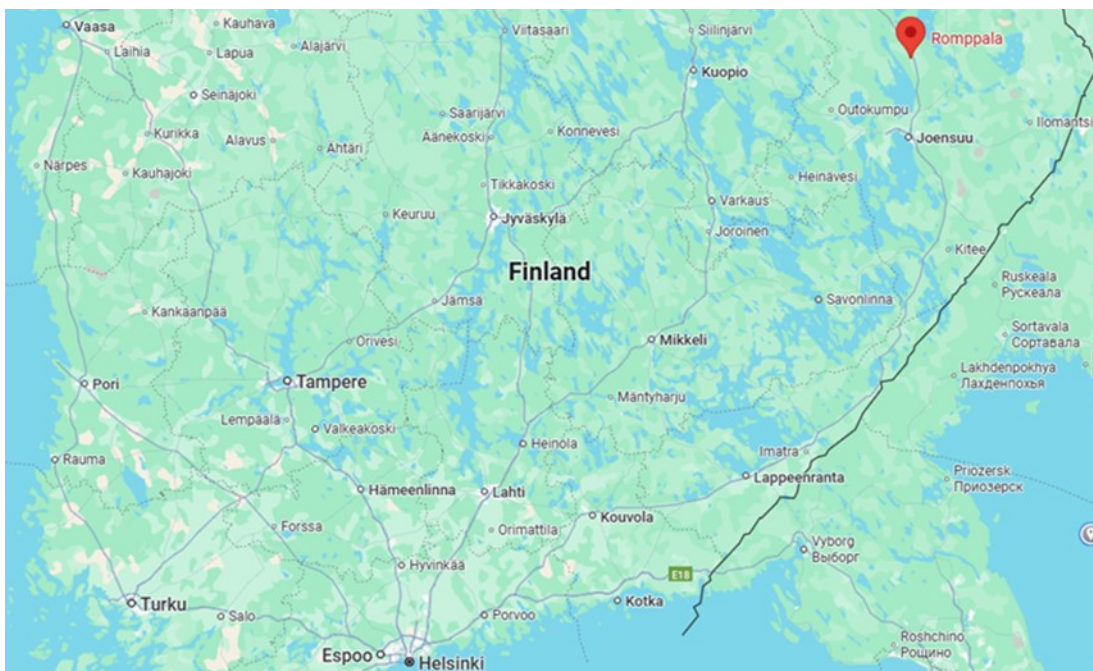 Vaasa
Kauhava
Viitasaari
Siilinjärvi
Romppala
Laihia
Lapua
Alajärvi
Kuopio
Seinäjoki
Saarijärvi
Outokumpu
Ilomantsi
Kurikka
Alavus
Äänekoski
Konnevesi
Joensuu
Ähtäri
Närpes
Kauhajoki
Tikkakoski
Heinävesi
Keuruu
Jyväskylä
Varkaus
Joroinen
Kitee
Finland
Ruskeala
Рускеала
Jämsä
Savonlinna
Kankaanpää
Sortavala
Сортавала
Orivesi
Mikkeli
Lakhdenpokhya
Лахденпохья
Pori
Tampere
Mäntyharju
Lempäälä
Valkeakoski
Heinola
Imatra
Rauma
Priozersk
Приозерск
Lappeenranta
Hämeenlinna
Lahti
Kouvola
Forssa
Orimattila
Vyborg
Выборг
Hyvinkää
E18
Turku
Salo
Porvoo
Kotka
Roshchino
Рощино
Espoo
Helsinki